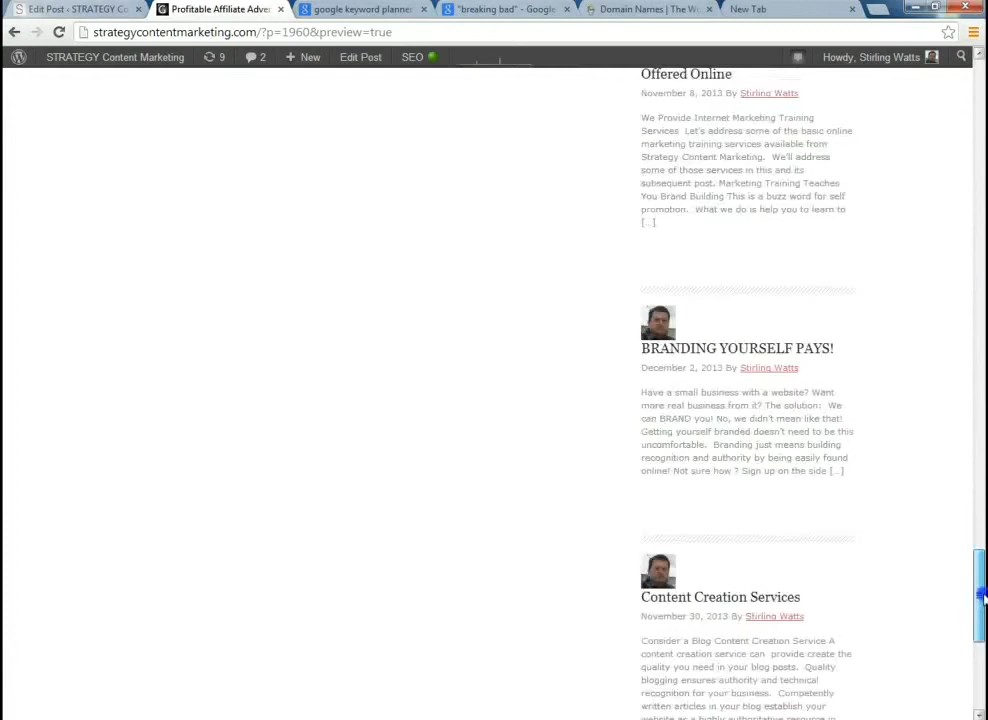 Edit Post ‹ STRATEGY Co
Profitable Affiliate Adver
google keyword planner
"breaking bad" - Google
Domain Names | The W
New Tab
strategycontentmarketing.com/?p=1960&preview=true
STRATEGY Content Marketing 9 2 New Edit Post SEO Howdy, Stirling Watts
Offered Online
November 8, 2013 By Stirling Watts
We Provide Internet Marketing Training
Services Let's address some of the basic online
marketing training services available from
Strategy Content Marketing. We'll address
some of those services in this and its
subsequent post. Marketing Training Teaches
You Brand Building This is a buzz word for self
promotion. What we do is help you to learn to
[...]
BRANDING YOURSELF PAYS!
December 2, 2013 By Stirling Watts
Have a small business with a website? Want
more real business from it? The solution: We
can BRAND you! No, we didn't mean like that!
Getting yourself branded doesn't need to be this
uncomfortable. Branding just means building
recognition and authority by being easily found
online! Not sure how ? Sign up on the side [...]
Content Creation Services
November 30, 2013 By Stirling Watts
Consider a Blog Content Creation Service A
content creation service can provide create the
quality you need in your blog posts. Quality
blogging ensures authority and technical
recognition for your business. Competently
written articles in your blog establish your
website as a highly authoritative resource in